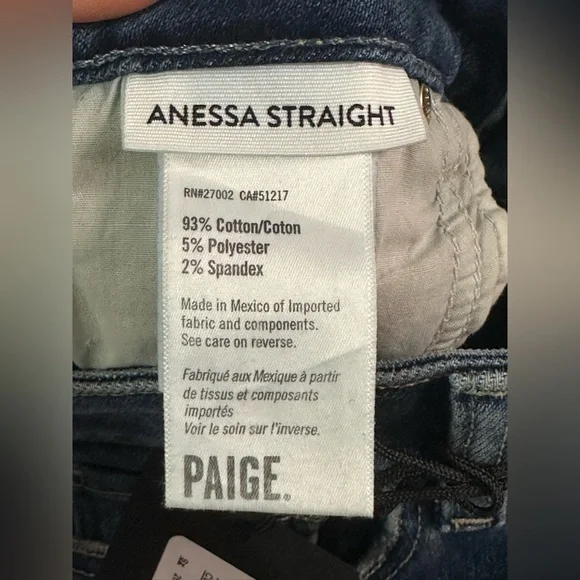 ANESSA STRAIGHT
RN#27002 CA#51217
93% Cotton/Coton
5% Polyester
2% Spandex
Made in Mexico of Imported
fabric and components.
See care on reverse.
Fabriqué aux Mexique à partir
de tissus et composants
importés
Voir le soin sur l'inverse.
PAIGE.